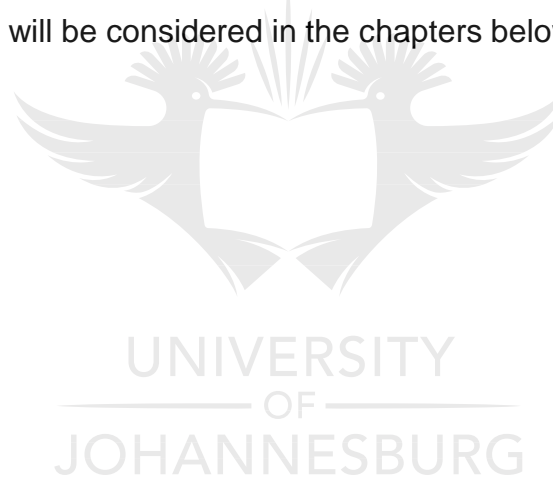 will be considered in the chapters belo
UNIVERSITY
OF
JOHANNESBURG